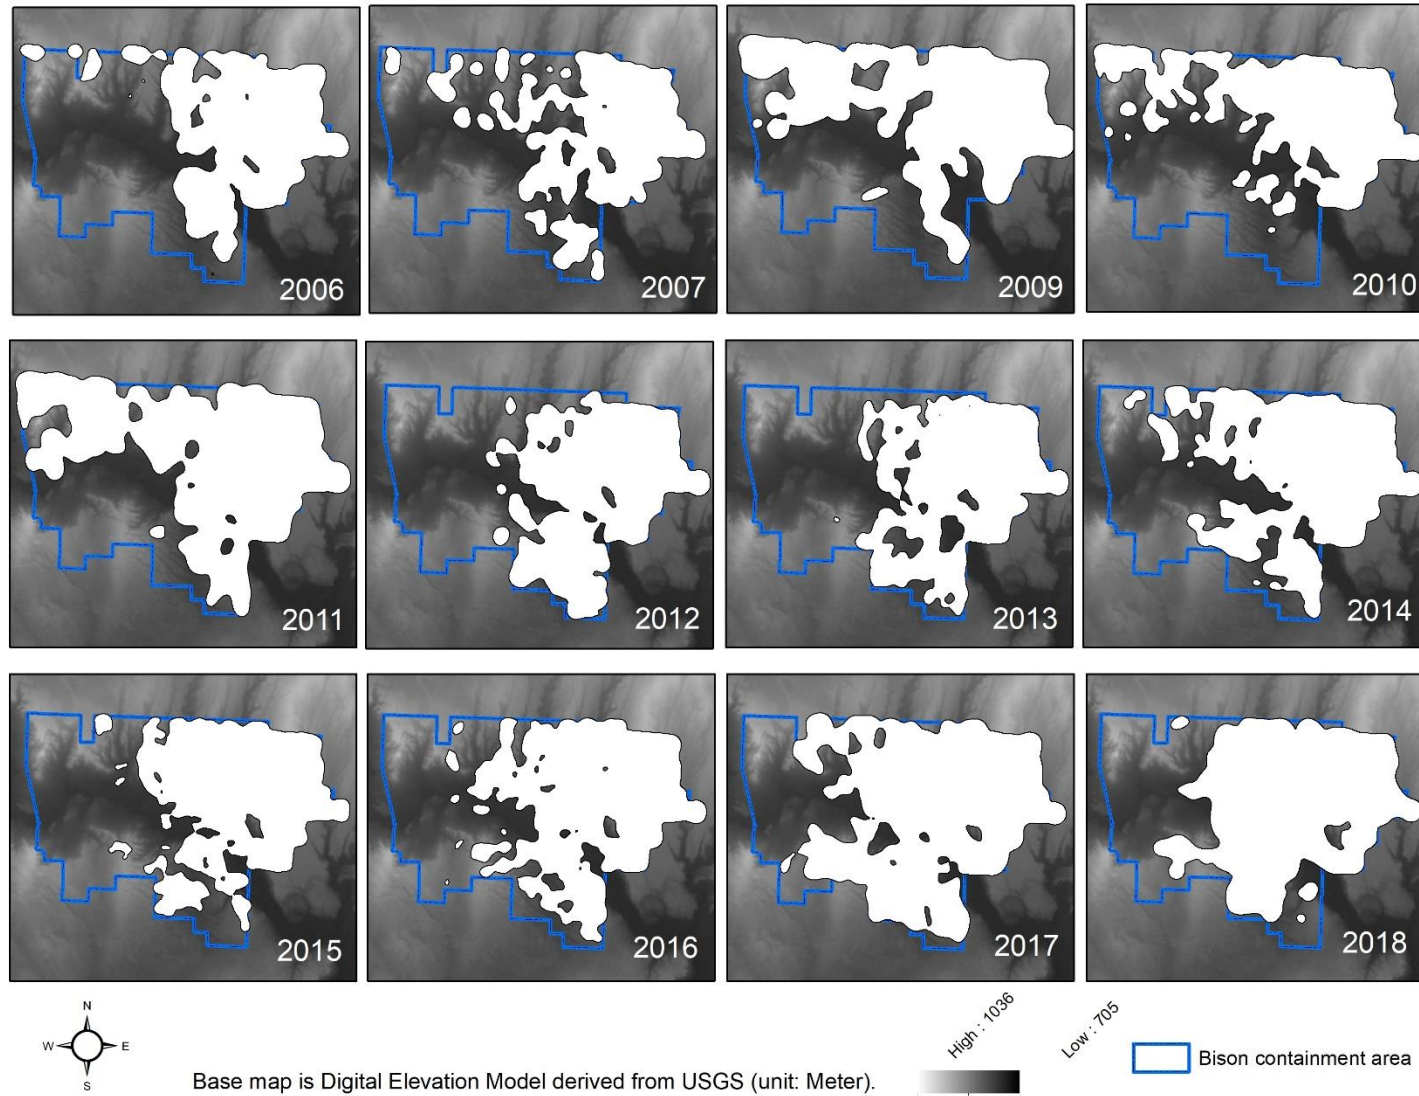 2006
2007
2009
2010
2011
2012
2013
2014
2015
2016
2017
2018
N
W E
S
High : 1036
Low : 705
Bison containment area
Base map is Digital Elevation Model derived from USGS (unit: Meter).